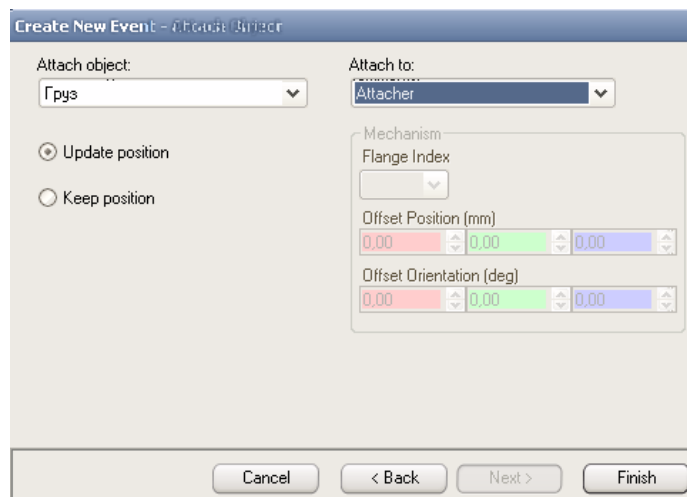 Create New Event - Attach Object
Attach object:
Attach to:
Груз
Attacher
Update position
Keep position
Mechanism
Flange Index
Offset Position (mm)
0,00 0,00 0,00
Offset Orientation (deg)
0,00 0,00 0,00
Cancel
< Back
Next >
Finish